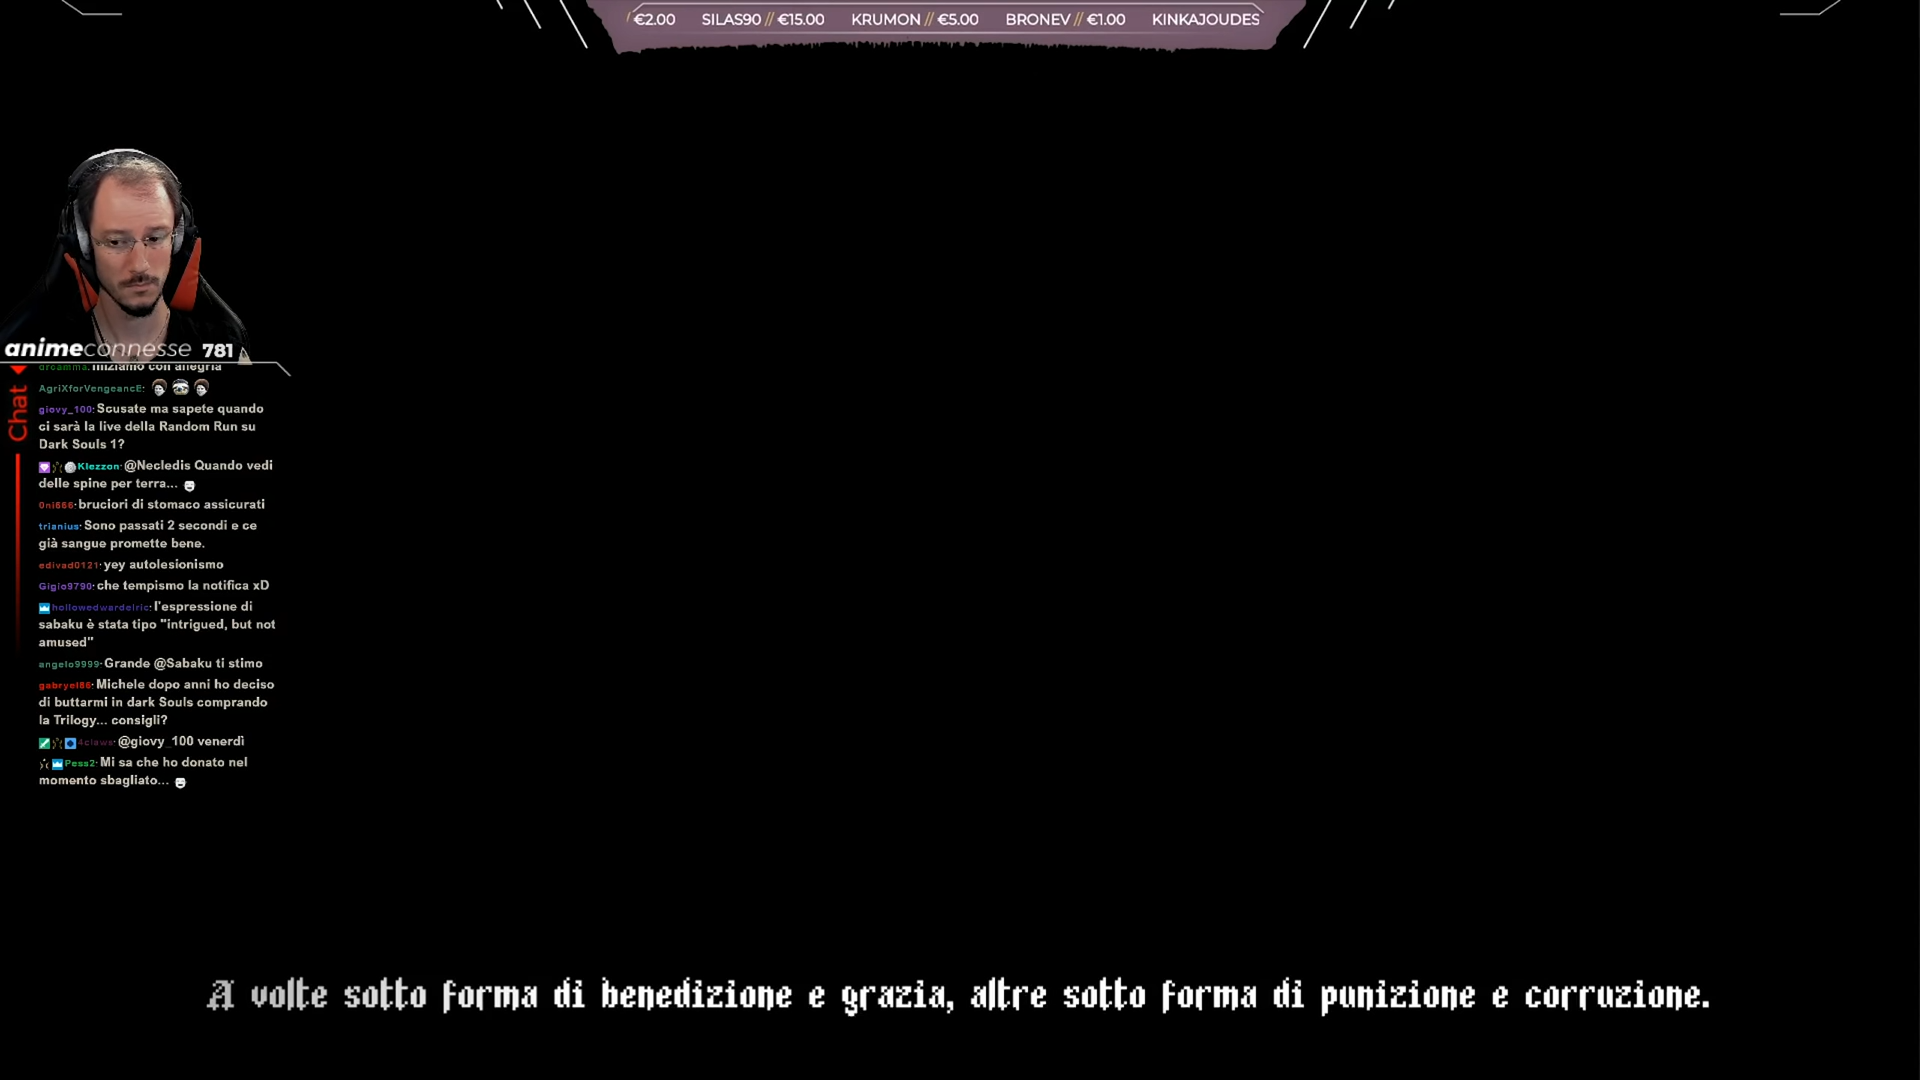 €2.00 SILAS90 // €15.00 KRUMON // €5.00 BRONEV // €1.00 KINKAJOUDES
animeconnesse 781
Chat
drcamma: Iniziamo con allegria
AgriXforVengeancE:
giovy_100: Scusate ma sapete quando
ci sarà la live della Random Run su
Dark Souls 1?
Klezzon: @Necledis Quando vedi
delle spine per terra...
0ni666: bruciori di stomaco assicurati
trianius: Sono passati 2 secondi e ce
già sangue promette bene.
edivad0121: yey autolesionismo
Gigio9790: che tempismo la notifica xD
hollowedwardelric: l'espressione di
sabaku è stata tipo "intrigued, but not
amused"
angelo9999: Grande @Sabaku ti stimo
gabryel86: Michele dopo anni ho deciso
di buttarmi in dark Souls comprando
la Trilogy... consigli?
4claws: @giovy_100 venerdì
Pess2: Mi sa che ho donato nel
momento sbagliato...
A volte sotto forma di benedizione e grazia, altre sotto forma di punizione e corruzione.